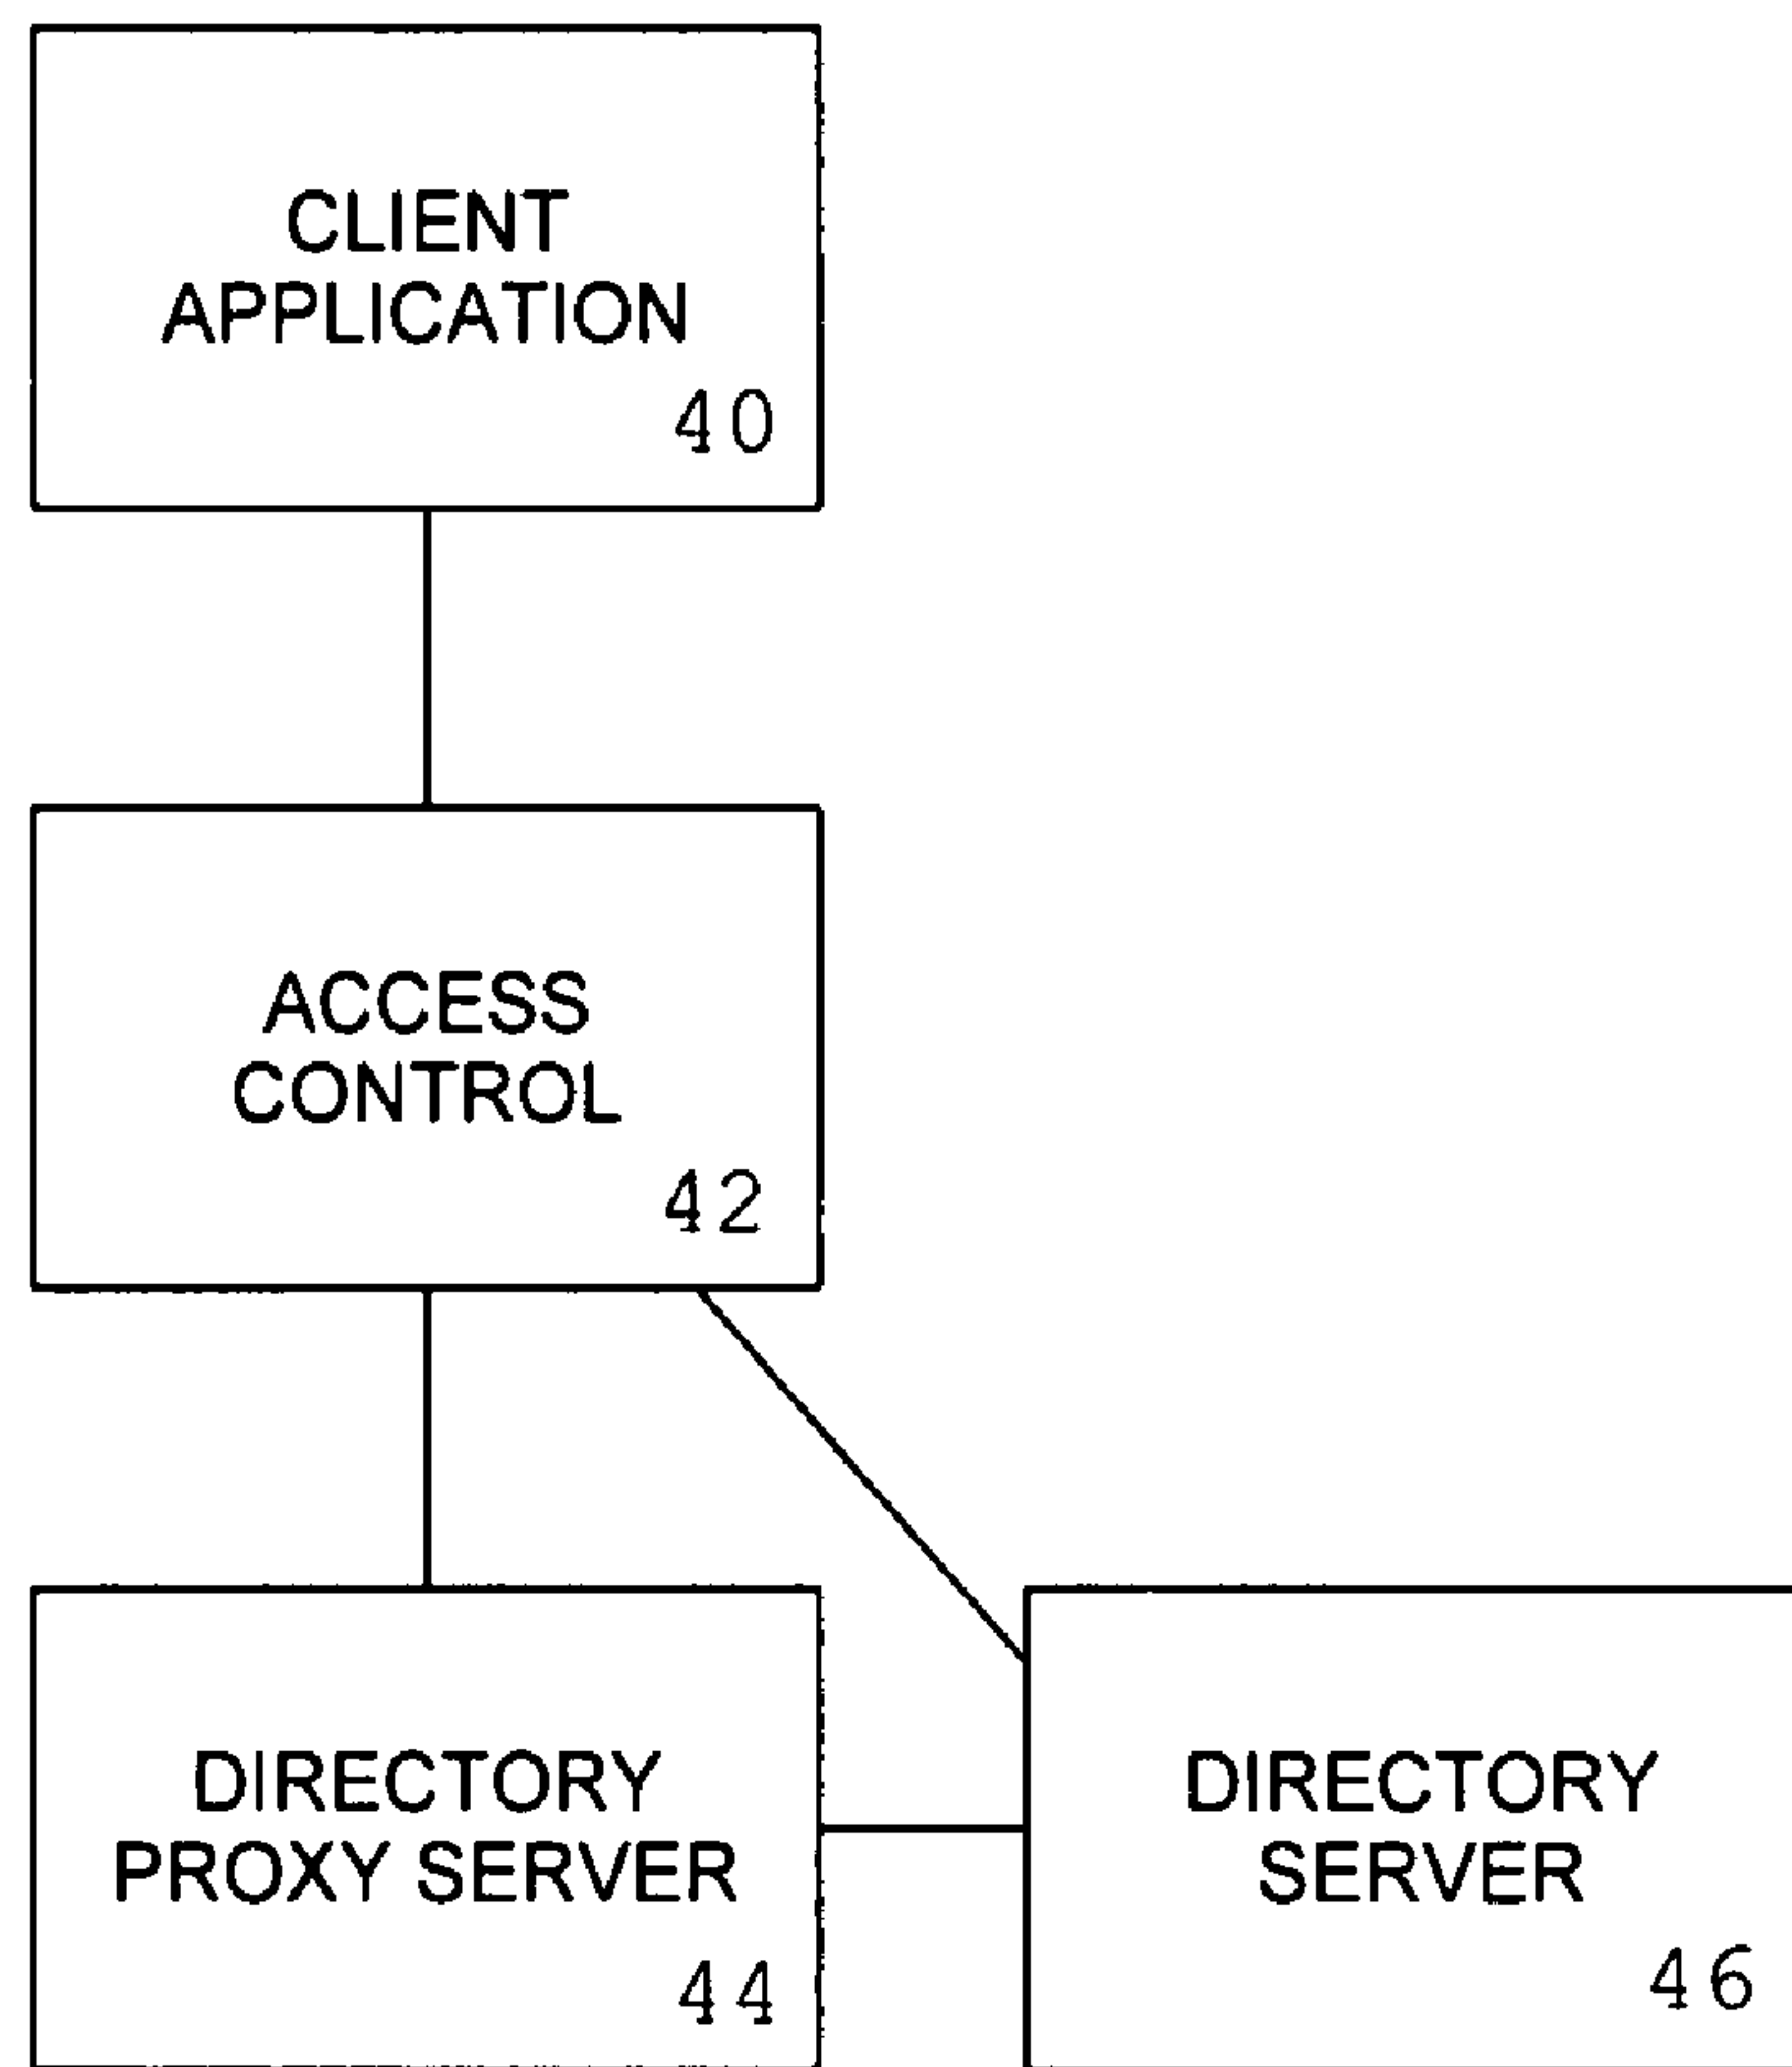 CLIENT
APPLICATION
40
ACCESS
CONTROL
42
DIRECTORY
PROXY SERVER
44
DIRECTORY
SERVER
46